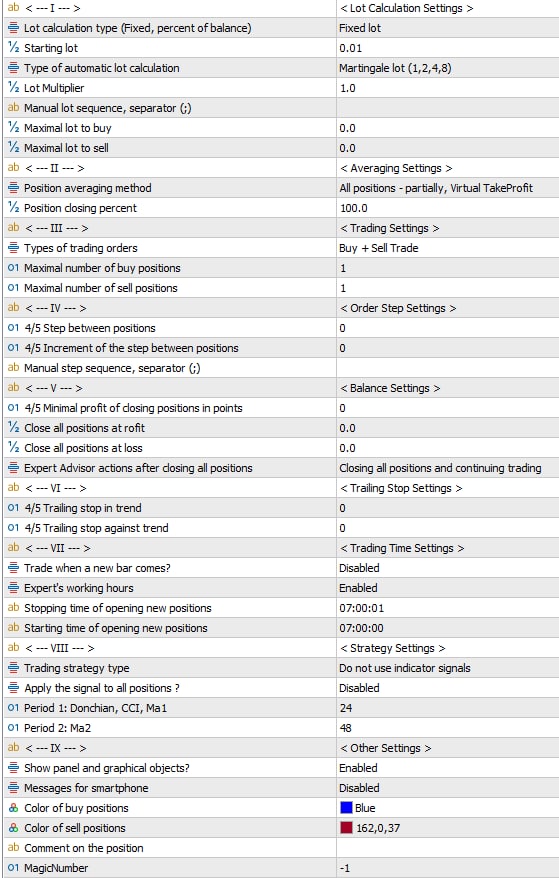 ab < --- I --- > < Lot Calculation Settings >
Lot calculation type (Fixed, percent of balance) Fixed lot
½ Starting lot 0.01
Type of automatic lot calculation Martingale lot (1,2,4,8)
½ Lot Multiplier 1.0
ab Manual lot sequence, separator (;)
½ Maximal lot to buy 0.0
½ Maximal lot to sell 0.0
ab < --- II --- > < Averaging Settings >
Position averaging method All positions - partially, Virtual TakeProfit
½ Position closing percent 100.0
ab < --- III --- > < Trading Settings >
Types of trading orders Buy + Sell Trade
01 Maximal number of buy positions 1
01 Maximal number of sell positions 1
ab < --- IV --- > < Order Step Settings >
01 4/5 Step between positions 0
01 4/5 Increment of the step between positions 0
ab Manual step sequence, separator (;)
ab < --- V --- > < Balance Settings >
01 4/5 Minimal profit of closing positions in points 0
½ Close all positions at rofit 0.0
½ Close all positions at loss 0.0
Expert Advisor actions after closing all positions Closing all positions and continuing trading
ab < --- VI --- > < Trailing Stop Settings >
01 4/5 Trailing stop in trend 0
01 4/5 Trailing stop against trend 0
ab < --- VII --- > < Trading Time Settings >
Trade when a new bar comes? Disabled
Expert's working hours Enabled
ab Stopping time of opening new positions 07:00:01
ab Starting time of opening new positions 07:00:00
ab < --- VIII --- > < Strategy Settings >
Trading strategy type Do not use indicator signals
Apply the signal to all positions ? Disabled
01 Period 1: Donchian, CCI, Ma1 24
01 Period 2: Ma2 48
ab < --- IX --- > < Other Settings >
Show panel and graphical objects? Enabled
Messages for smartphone Disabled
Color of buy positions Blue
Color of sell positions 162,0,37
ab Comment on the position
01 MagicNumber -1